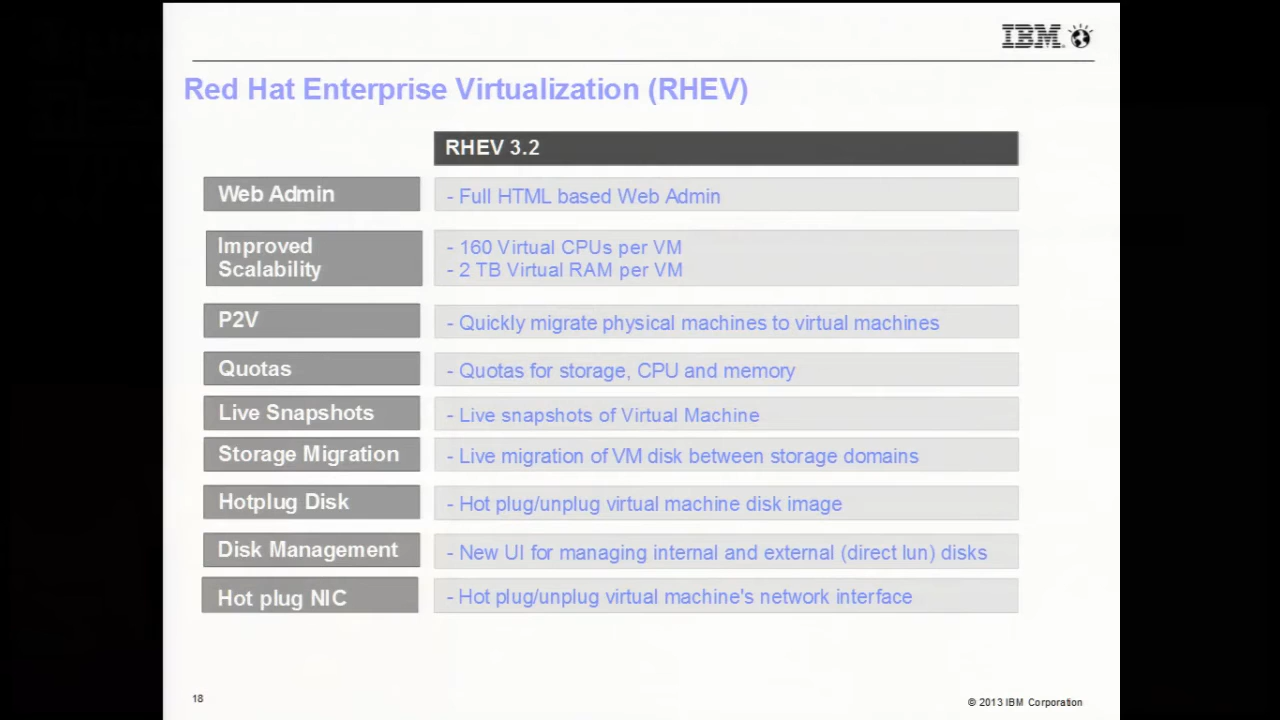 IBM
Red Hat Enterprise Virtualization (RHEV)
RHEV 3.2
Web Admin
- Full HTML based Web Admin
Improved
Scalability
- 160 Virtual CPUs per VM
- 2 TB Virtual RAM per VM
P2V
- Quickly migrate physical machines to virtual machines
Quotas
- Quotas for storage, CPU and memory
Live Snapshots
- Live snapshots of Virtual Machine
Storage Migration
- Live migration of VM disk between storage domains
Hotplug Disk
- Hot plug/unplug virtual machine disk image
Disk Management
- New UI for managing internal and external (direct lun) disks
Hot plug NIC
- Hot plug/unplug virtual machine's network interface
18
© 2013 IBM Corporation